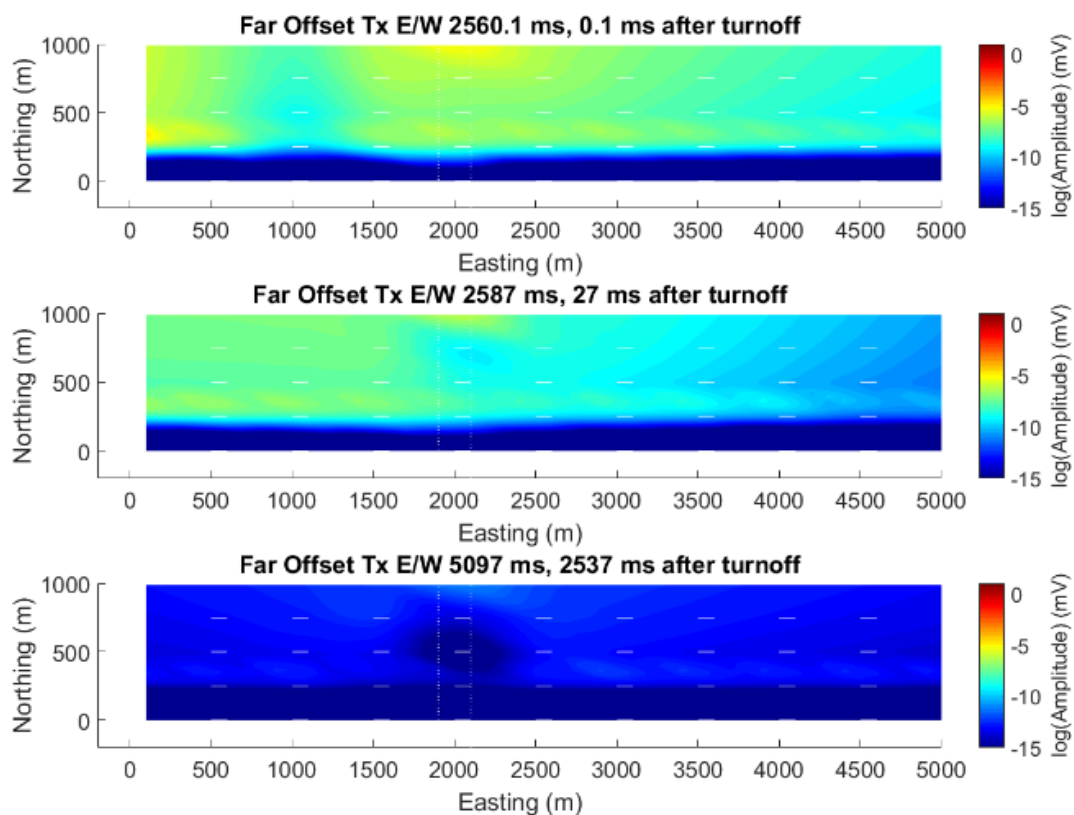 Far Offset Tx E/W 2560.1 ms, 0.1 ms after turnoff
1000
500
0
Northing (m)
0 500 1000 1500 2000 2500 3000 3500 4000 4500 5000
Easting (m)
0
-5
-10
-15
log(Amplitude) (mV)
Far Offset Tx E/W 2587 ms, 27 ms after turnoff
1000
500
0
Northing (m)
0 500 1000 1500 2000 2500 3000 3500 4000 4500 5000
Easting (m)
0
-5
-10
-15
log(Amplitude) (mV)
Far Offset Tx E/W 5097 ms, 2537 ms after turnoff
1000
500
0
Northing (m)
0 500 1000 1500 2000 2500 3000 3500 4000 4500 5000
Easting (m)
0
-5
-10
-15
log(Amplitude) (mV)